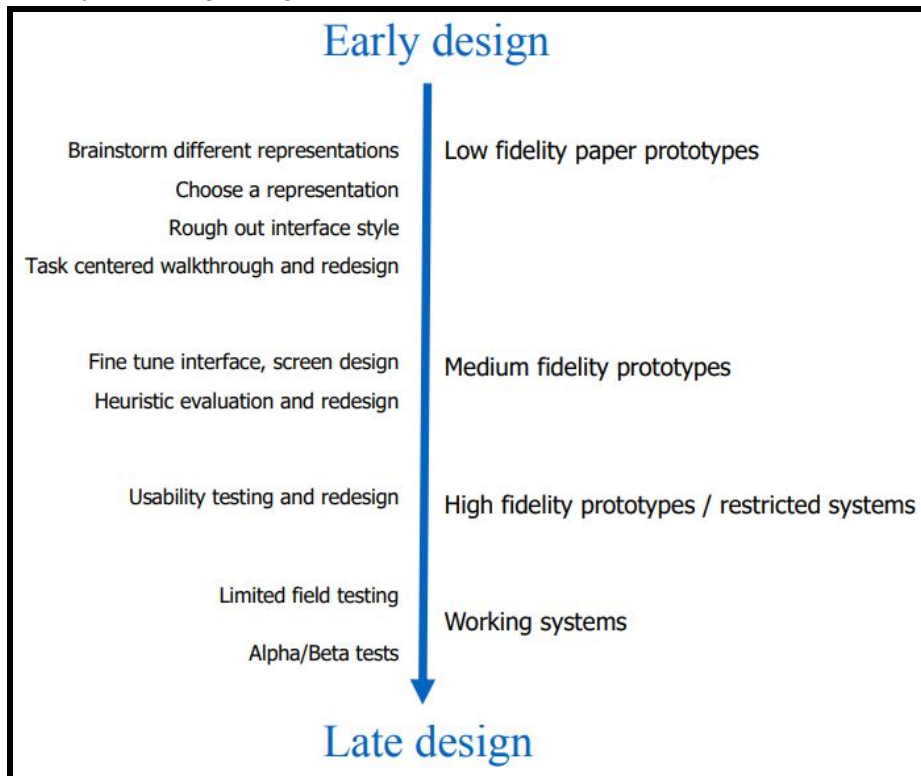 Early design
Brainstorm different representations
Low fidelity paper prototypes
Choose a representation
Rough out interface style
Task centered walkthrough and redesign
Fine tune interface, screen design
Medium fidelity prototypes
Heuristic evaluation and redesign
Usability testing and redesign
High fidelity prototypes / restricted systems
Limited field testing
Working systems
Alpha/Beta tests
Late design